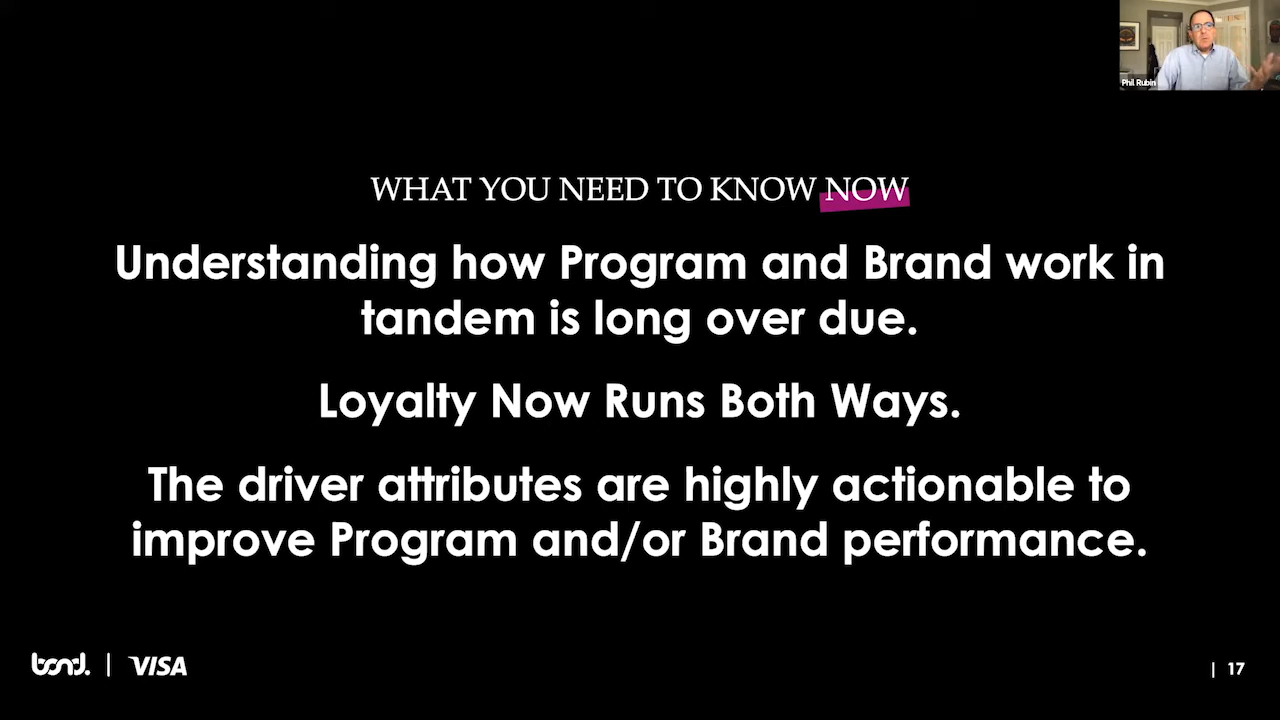 Phil Rubin
WHAT YOU NEED TO KNOW NOW
Understanding how Program and Brand work in
tandem is long over due.
Loyalty Now Runs Both Ways.
The driver attributes are highly actionable to
improve Program and/or Brand performance.
bond. | VISA
| 17